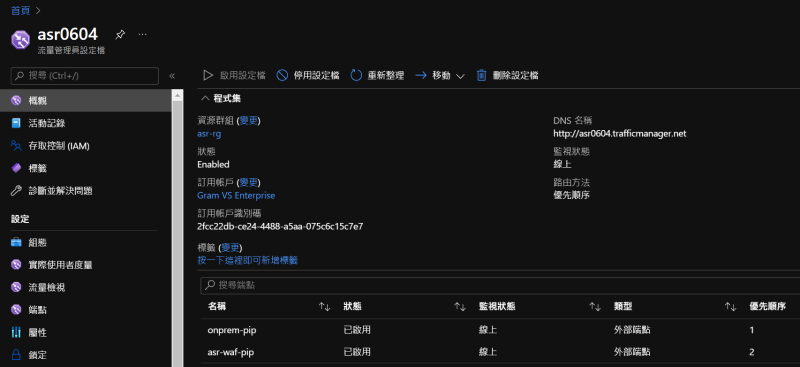 首頁 >
asr0604
流量管理員設定檔
搜尋 (Ctrl+/)
概觀
活動記錄
存取控制 (IAM)
標籤
診斷並解決問題
設定
組態
實際使用者度量
流量檢視
端點
屬性
鎖定
啟用設定檔 停用設定檔 重新整理 移動 刪除設定檔
程式集
資源群組 (變更)
asr-rg
狀態
Enabled
訂用帳戶 (變更)
Gram VS Enterprise
訂用帳戶識別碼
2fcc22db-ce24-4488-a5aa-075c6c15c7e7
標籤 (變更)
按一下這裡即可新增標籤
DNS 名稱
http://asr0604.trafficmanager.net
監視狀態
線上
路由方法
優先順序
搜尋端點
名稱 狀態 監視狀態 類型 優先順序
onprem-pip 已啟用 線上 外部端點 1
asr-waf-pip 已啟用 線上 外部端點 2